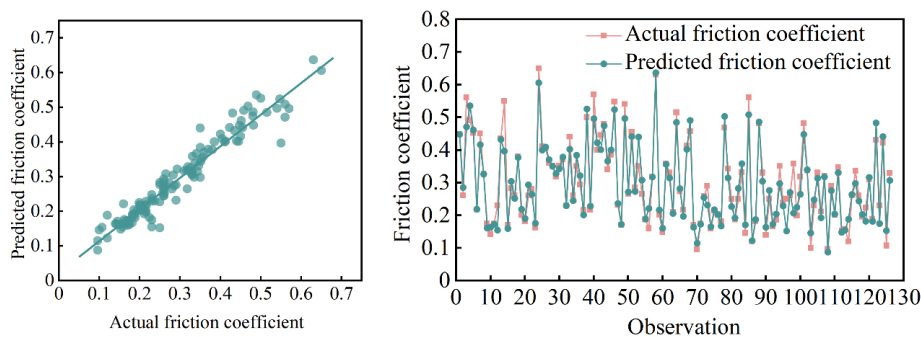 0.7
0.6
0.5
0.4
0.3
0.2
0.1
0
Predicted friction coefficient
0 0.1 0.2 0.3 0.4 0.5 0.6 0.7
Actual friction coefficient
0.8
0.7
0.6
0.5
0.4
0.3
0.2
0.1
0
Friction coefficient
Actual friction coefficient
Predicted friction coefficient
0 10 20 30 40 50 60 70 80 90 100 110 120 130
Observation